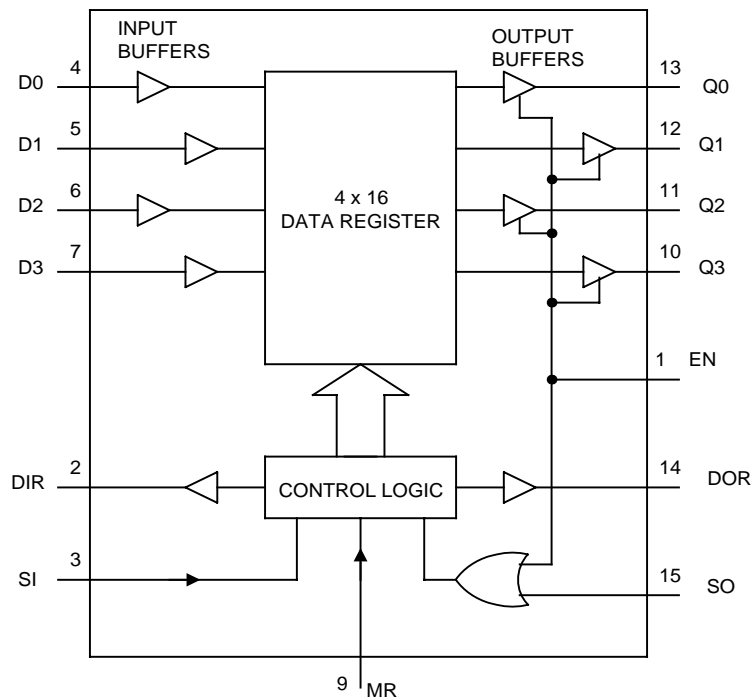 INPUT
BUFFERS
OUTPUT
BUFFERS
D0 4
13 Q0
D1 5
12 Q1
D2 6
11 Q2
D3 7
10 Q3
4 x 16
DATA REGISTER
1 EN
DIR 2
CONTROL LOGIC
14 DOR
SI 3
15 SO
9 MR